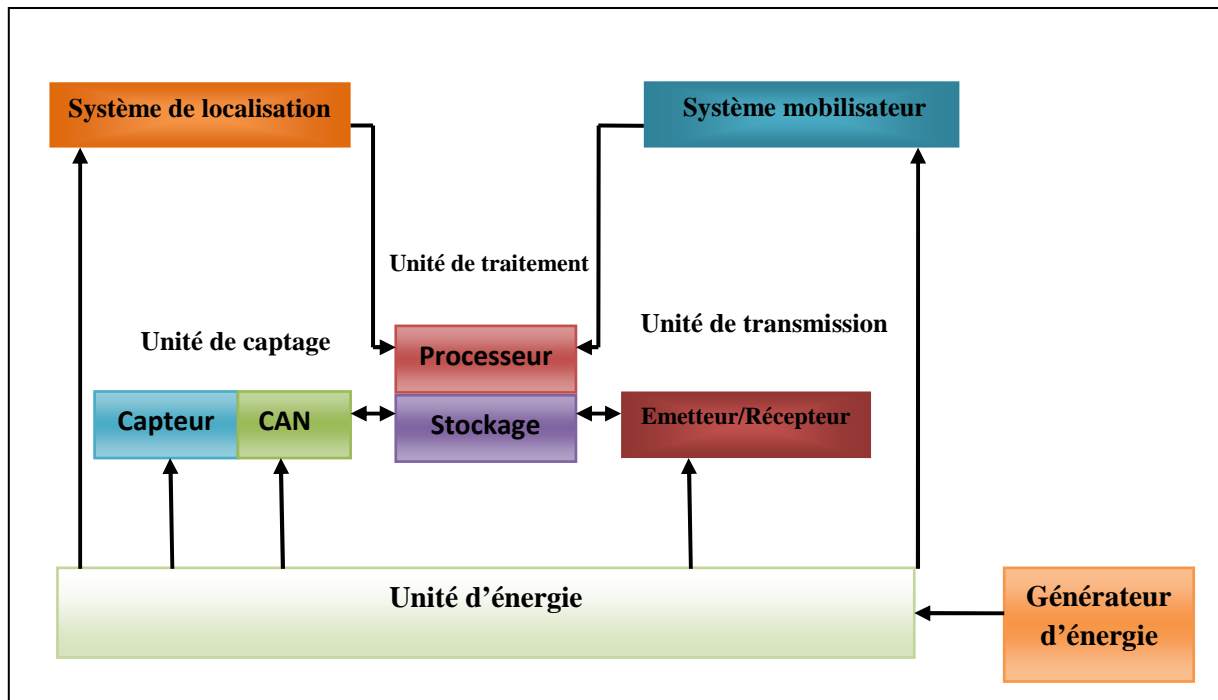 Système de localisation
Système mobilisateur
Unité de traitement
Unité de transmission
Unité de captage
Processeur
Capteur
CAN
Stockage
Emetteur/Récepteur
Unité d’énergie
Générateur
d’énergie